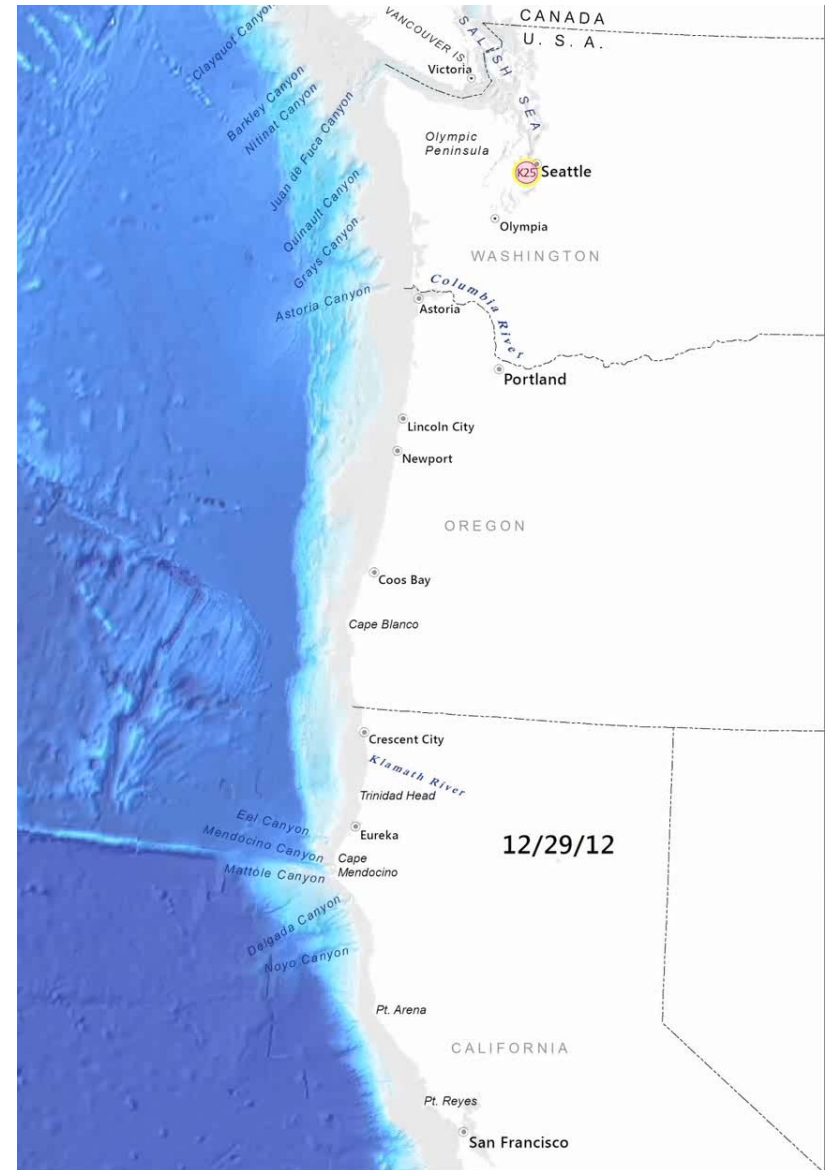 CANADA
U. S. A.
VANCOUVER IS.
SALISH SEA
Victoria
Clayquot Canyon
Barkley Canyon
Nitinat Canyon
Juan de Fuca Canyon
Olympic
Peninsula
K25
Seattle
Quinault Canyon
Olympia
Grays Canyon
WASHINGTON
Astoria Canyon
Columbia River
Astoria
Portland
Lincoln City
Newport
OREGON
Coos Bay
Cape Blanco
Crescent City
Klamath River
Trinidad Head
Eel Canyon
Eureka
Mendocino Canyon
12/29/12
Cape
Mendocino
Mattole Canyon
Delgada Canyon
Noyo Canyon
Pt. Arena
CALIFORNIA
Pt. Reyes
San Francisco